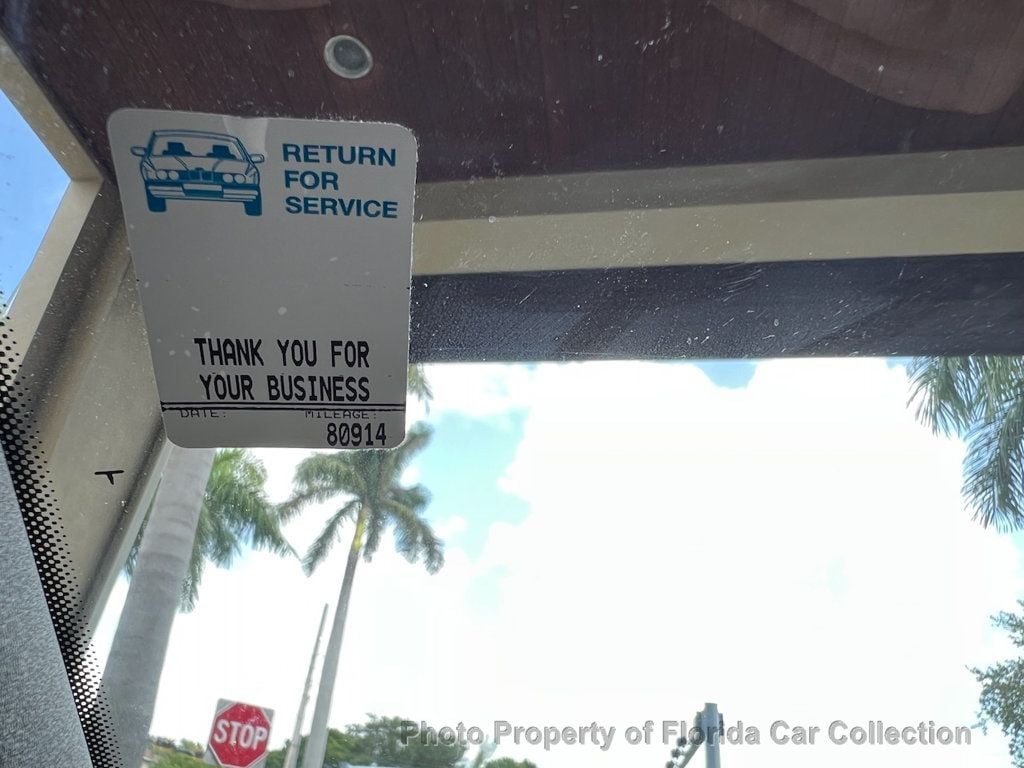 RETURN
FOR
SERVICE
THANK YOU FOR
YOUR BUSINESS
DATE: MILEAGE:
80914
STOP
Photo Property of Florida Car Collection